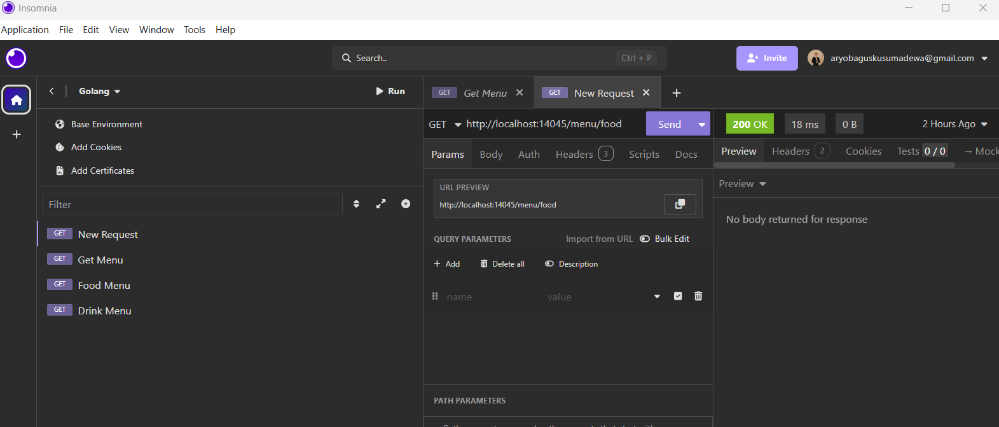 Insomnia
Application File Edit View Window Tools Help
Search.. Ctrl + P
Invite
aryobaguskusumadewa@gmail.com
Golang
Run
Base Environment
Add Cookies
Add Certificates
Filter
GET New Request
GET Get Menu
GET Food Menu
GET Drink Menu
GET Get Menu
GET New Request
GET http://localhost:14045/menu/food Send
Params Body Auth Headers 3 Scripts Docs
URL PREVIEW
http://localhost:14045/menu/food
QUERY PARAMETERS Import from URL Bulk Edit
Add Delete all Description
name value
PATH PARAMETERS
200 OK 18 ms 0 B 2 Hours Ago
Preview Headers 2 Cookies Tests 0 / 0 → Mock
Preview
No body returned for response